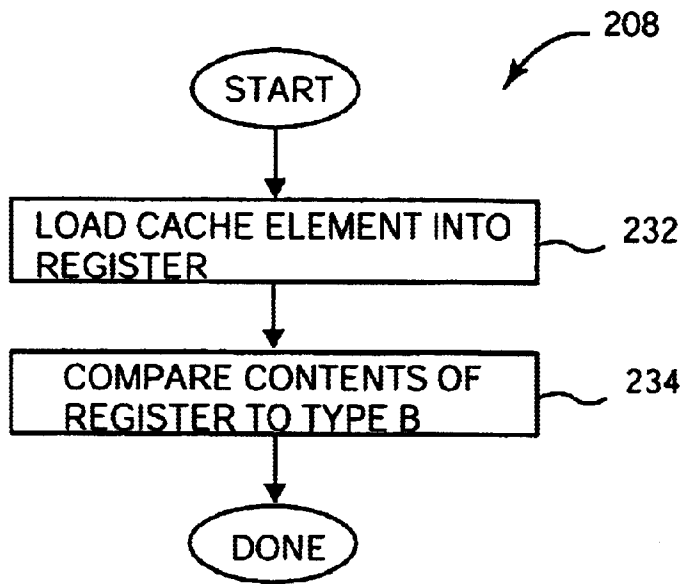 208
START
LOAD CACHE ELEMENT INTO
REGISTER
232
COMPARE CONTENTS OF
REGISTER TO TYPE B
234
DONE